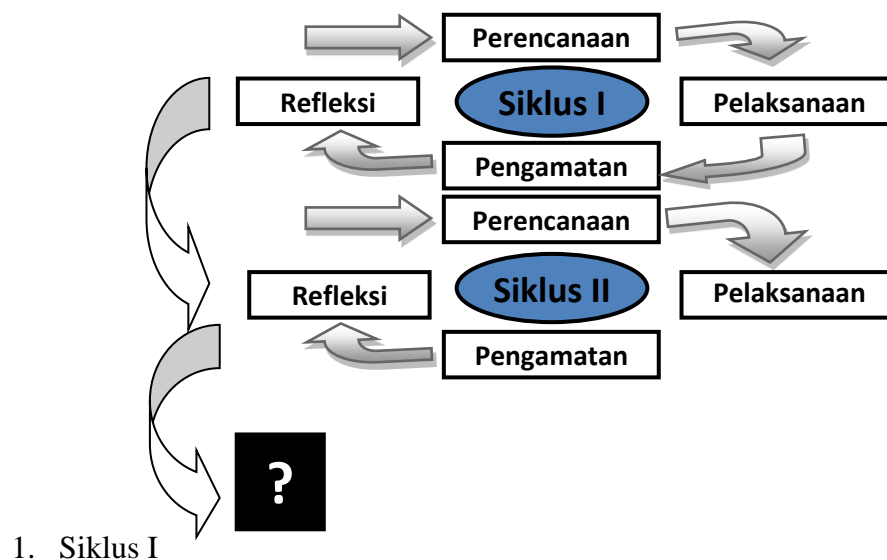 Perencanaan
Refleksi
Siklus I
Pelaksanaan
Pengamatan
Perencanaan
Refleksi
Siklus II
Pelaksanaan
Pengamatan
?
1. Siklus I